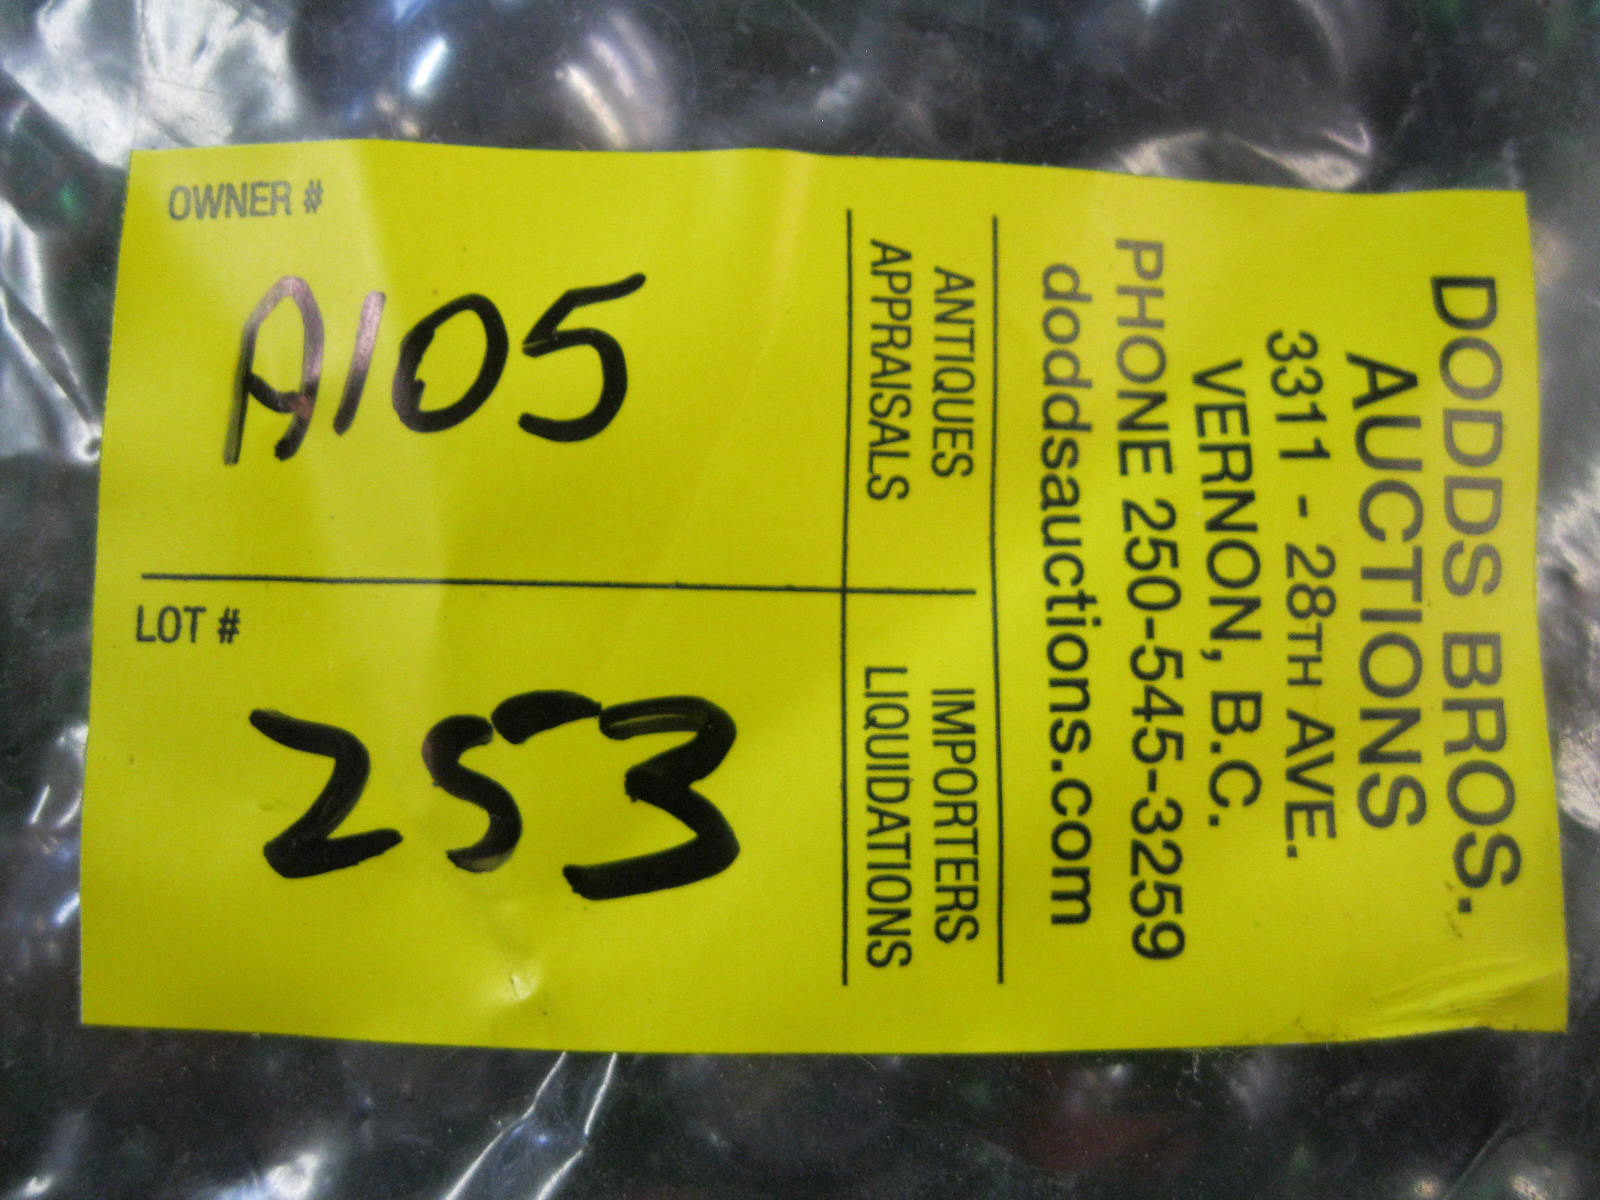 DODDS BROS.
AUCTIONS
3311 - 28TH AVE.
VERNON, B.C.
PHONE 250-545-3259
doddsauctions.com
ANTIQUES
APPRAISALS
IMPORTERS
LIQUIDATIONS
OWNER #
A105
LOT #
253